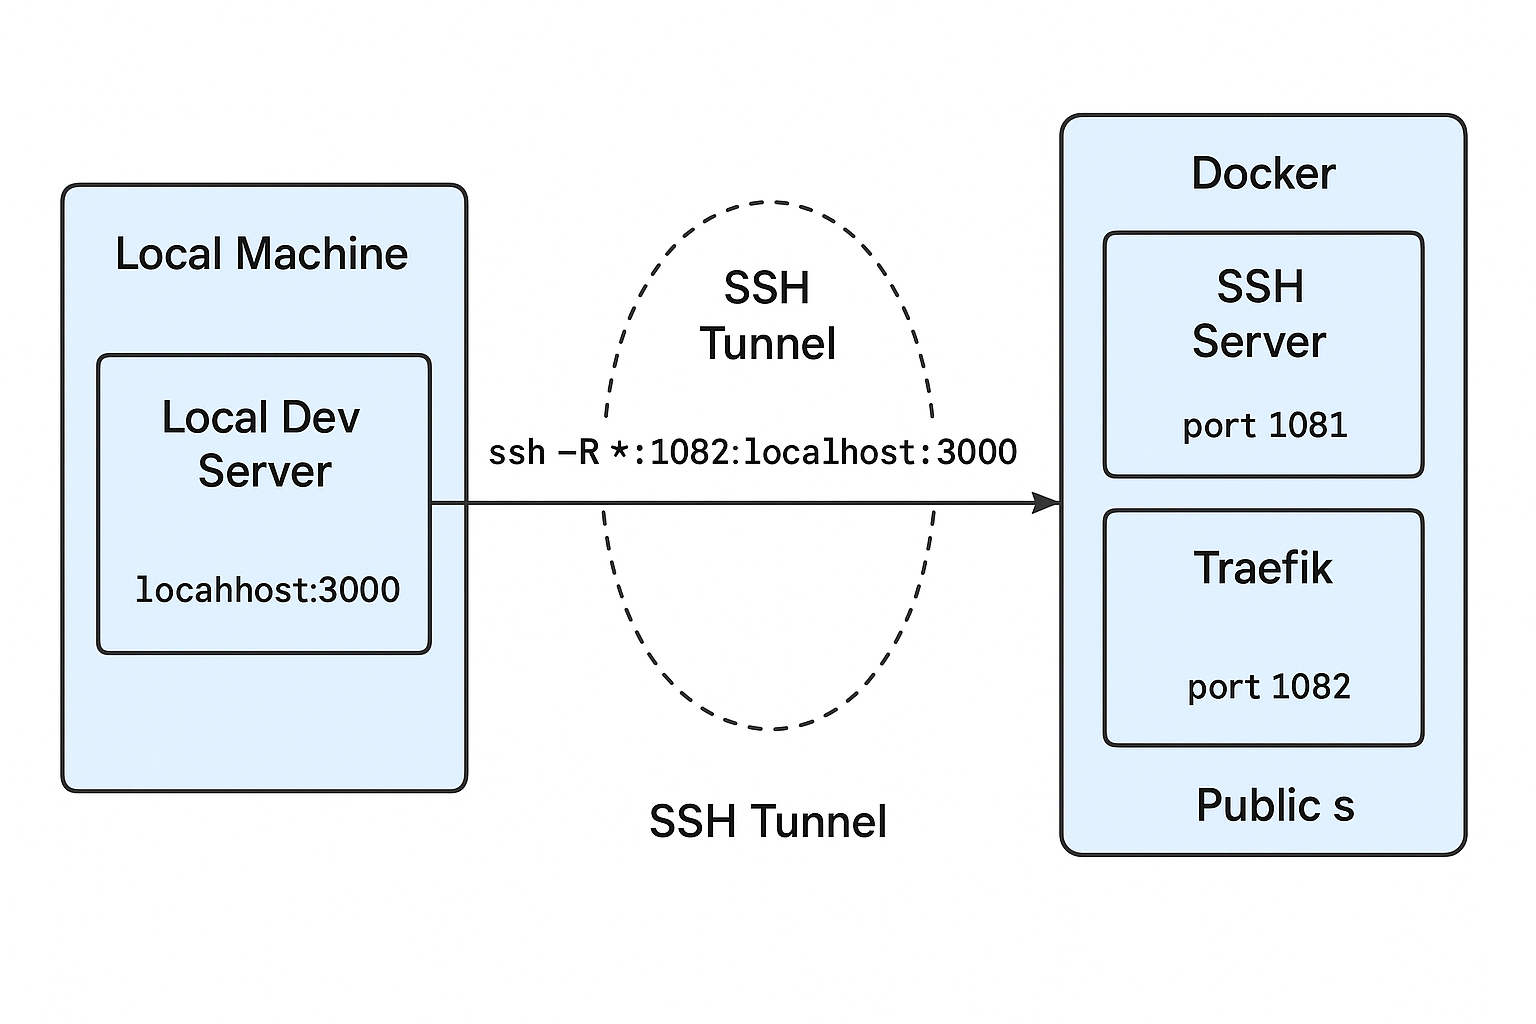 Local Machine
Local Dev
Server
locahhost:3000
SSH
Tunnel
ssh –R *:1082:localhost:3000
SSH Tunnel
Docker
SSH
Server
port 1081
Traefik
port 1082
Public s